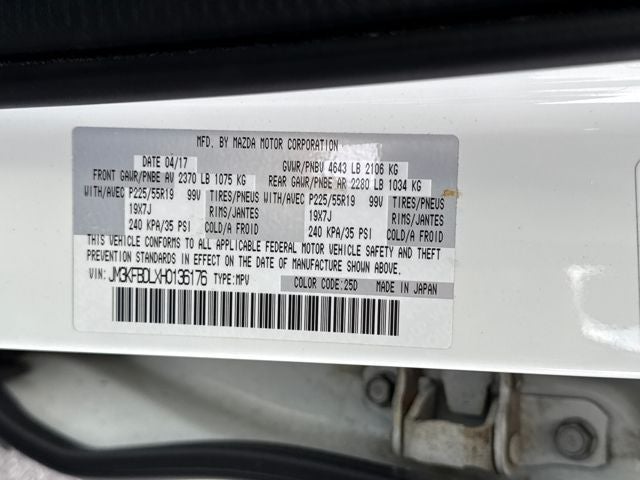 MFD. BY MAZDA MOTOR CORPORATION
DATE 04/17 GVWR/PNBV 4643 LB 2106 KG
FRONT GAWR/PNBE AV 2370 LB 1075 KG REAR GAWR/PNBE AR 2280 LB 1034 KG
WITH/AVEC P225/55R19 99V TIRES/PNEUS WITH/AVEC P225/55R19 99V TIRES/PNEUS
19X7J RIMS/JANTES 19X7J RIMS/JANTES
240 KPA/35 PSI COLD/A FROID 240 KPA/35 PSI COLD/A FROID
THIS VEHICLE CONFORMS TO ALL APPLICABLE FEDERAL MOTOR VEHICLE SAFETY AND THEFT
PREVENTION STANDARDS IN EFFECT ON THE DATE OF MANUFACTURE SHOWN ABOVE.
VIN: JM3KFBDLXH0136176 TYPE: MPV COLOR CODE: 25D MADE IN JAPAN